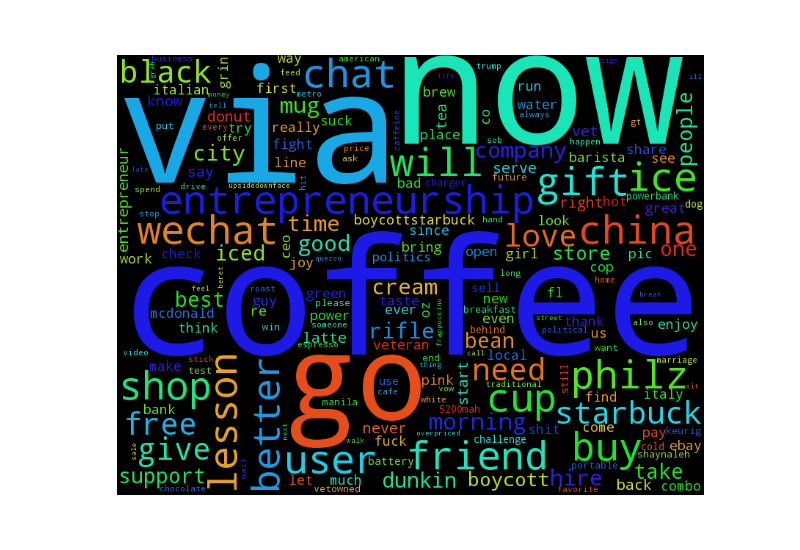 business
american
trump
ill
sign
black
grab
grin
way
feed
first
chat
metro
life
italian
money
know
tell
mug
brew
run
water
always
donut
every
try
really
suck
tea
co
people
put
offer
fight
caffeine
place
sob
happen
gt
vet
via
now
city
line
price
ask
will
company
barista
share
see
late
say
hit
bad
serve
future
entrepreneur
spend
drive
upsidedownface
charger
gift
ice
powerbank
dog
entrepreneurship
right
hot
great
stop
wechat
time
boycottstarbuck
hand
look
love
china
one
work
check
iced
ceo
good
since
politics
bring
open
girl
store
cop
pic
joy
quezon
long
home
coffee
feel
beret
roast
please
cream
taste
sell
fl
break
best
guy
green
ever
oz
new
breakfast
mcdonald
re
power
rifle
even
thank
us
street
political
think
win
someone
latte
frappuccino
behind
bean
local
want
also
enjoy
espresso
video
stick
veteran
end
call
still
make
test
go
thing
need
marriage
shop
use
pink
start
traditional
philz
sit
cafe
vow
cup
find
italy
lesson
better
manila
white
5200mah
starbuck
bank
free
never
morning
shit
come
pay
keurig
next
walk
overpriced
fuck
challenge
buy
cold
ebay
sale
give
user
friend
shaynaleh
wait
battery
portable
take
support
let
much
dunkin
boycott
hire
back
combo
chocolate
vetowned
favorite